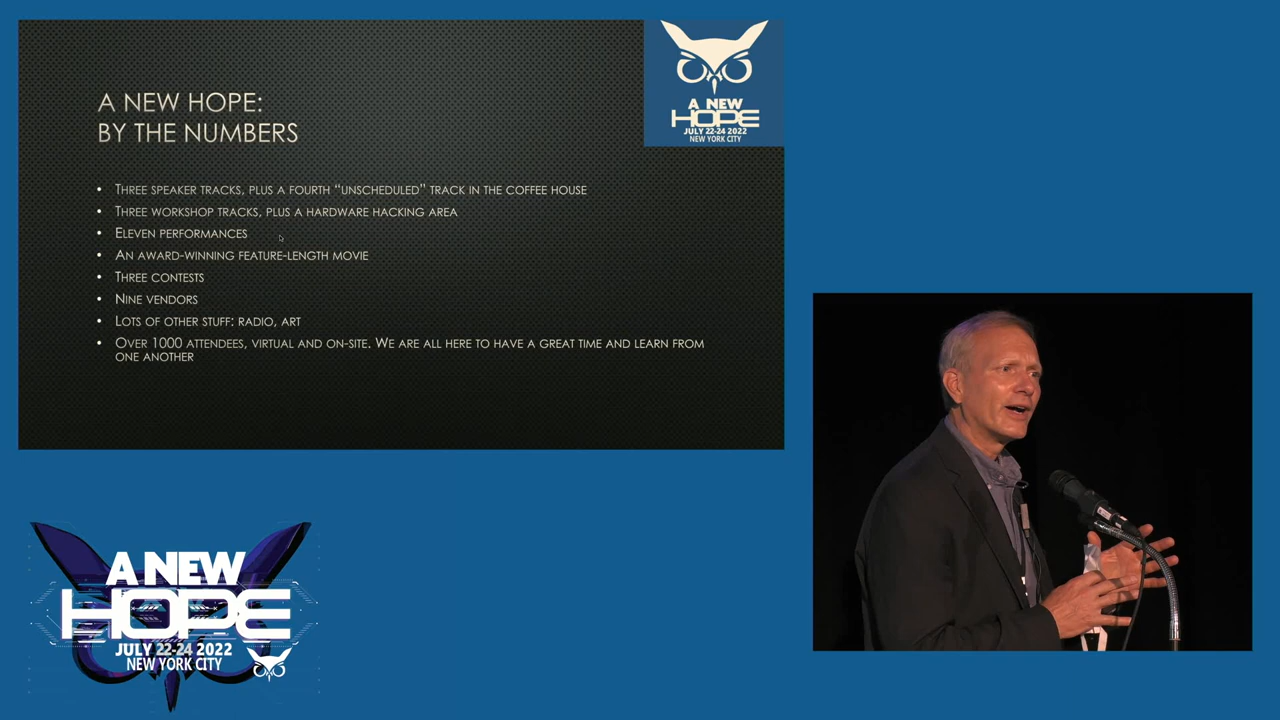 A NEW HOPE:
BY THE NUMBERS
• THREE SPEAKER TRACKS, PLUS A FOURTH “UNSCHEDULED” TRACK IN THE COFFEE HOUSE
• THREE WORKSHOP TRACKS, PLUS A HARDWARE HACKING AREA
• ELEVEN PERFORMANCES
• AN AWARD-WINNING FEATURE-LENGTH MOVIE
• THREE CONTESTS
• NINE VENDORS
• LOTS OF OTHER STUFF: RADIO, ART
• OVER 1000 ATTENDEES, VIRTUAL AND ON-SITE. WE ARE ALL HERE TO HAVE A GREAT TIME AND LEARN FROM
ONE ANOTHER
A NEW
HOPE
JULY 22-24 2022
NEW YORK CITY
A NEW
HOPE
JULY 22-24 2022
NEW YORK CITY